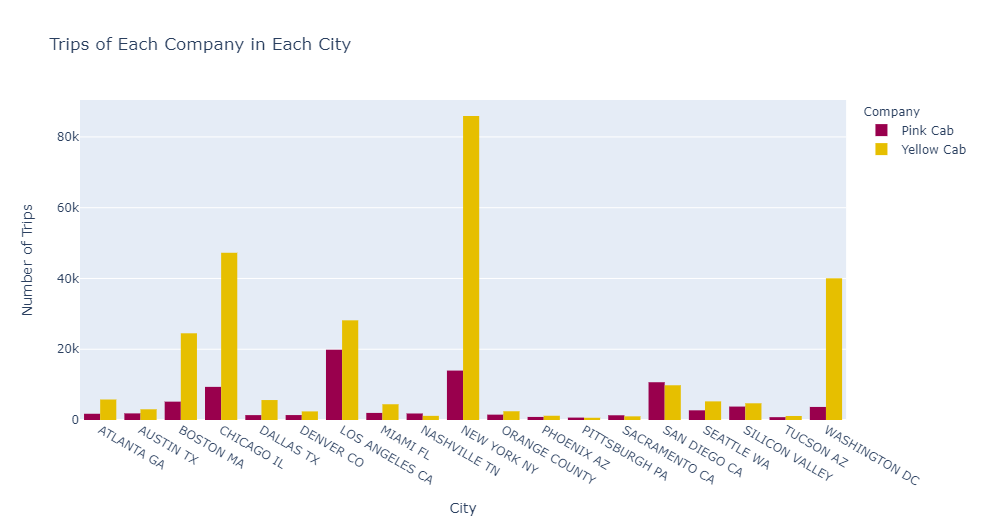 Trips of Each Company in Each City
Company
Pink Cab
Yellow Cab
Number of Trips
80k
60k
40k
20k
0
ATLANTA GA
AUSTIN TX
BOSTON MA
CHICAGO IL
DALLAS TX
DENVER CO
LOS ANGELES CA
MIAMI FL
NASHVILLE TN
NEW YORK NY
ORANGE COUNTY
PHOENIX AZ
PITTSBURGH PA
SACRAMENTO CA
SAN DIEGO CA
SEATTLE WA
SILICON VALLEY
TUCSON AZ
WASHINGTON DC
City